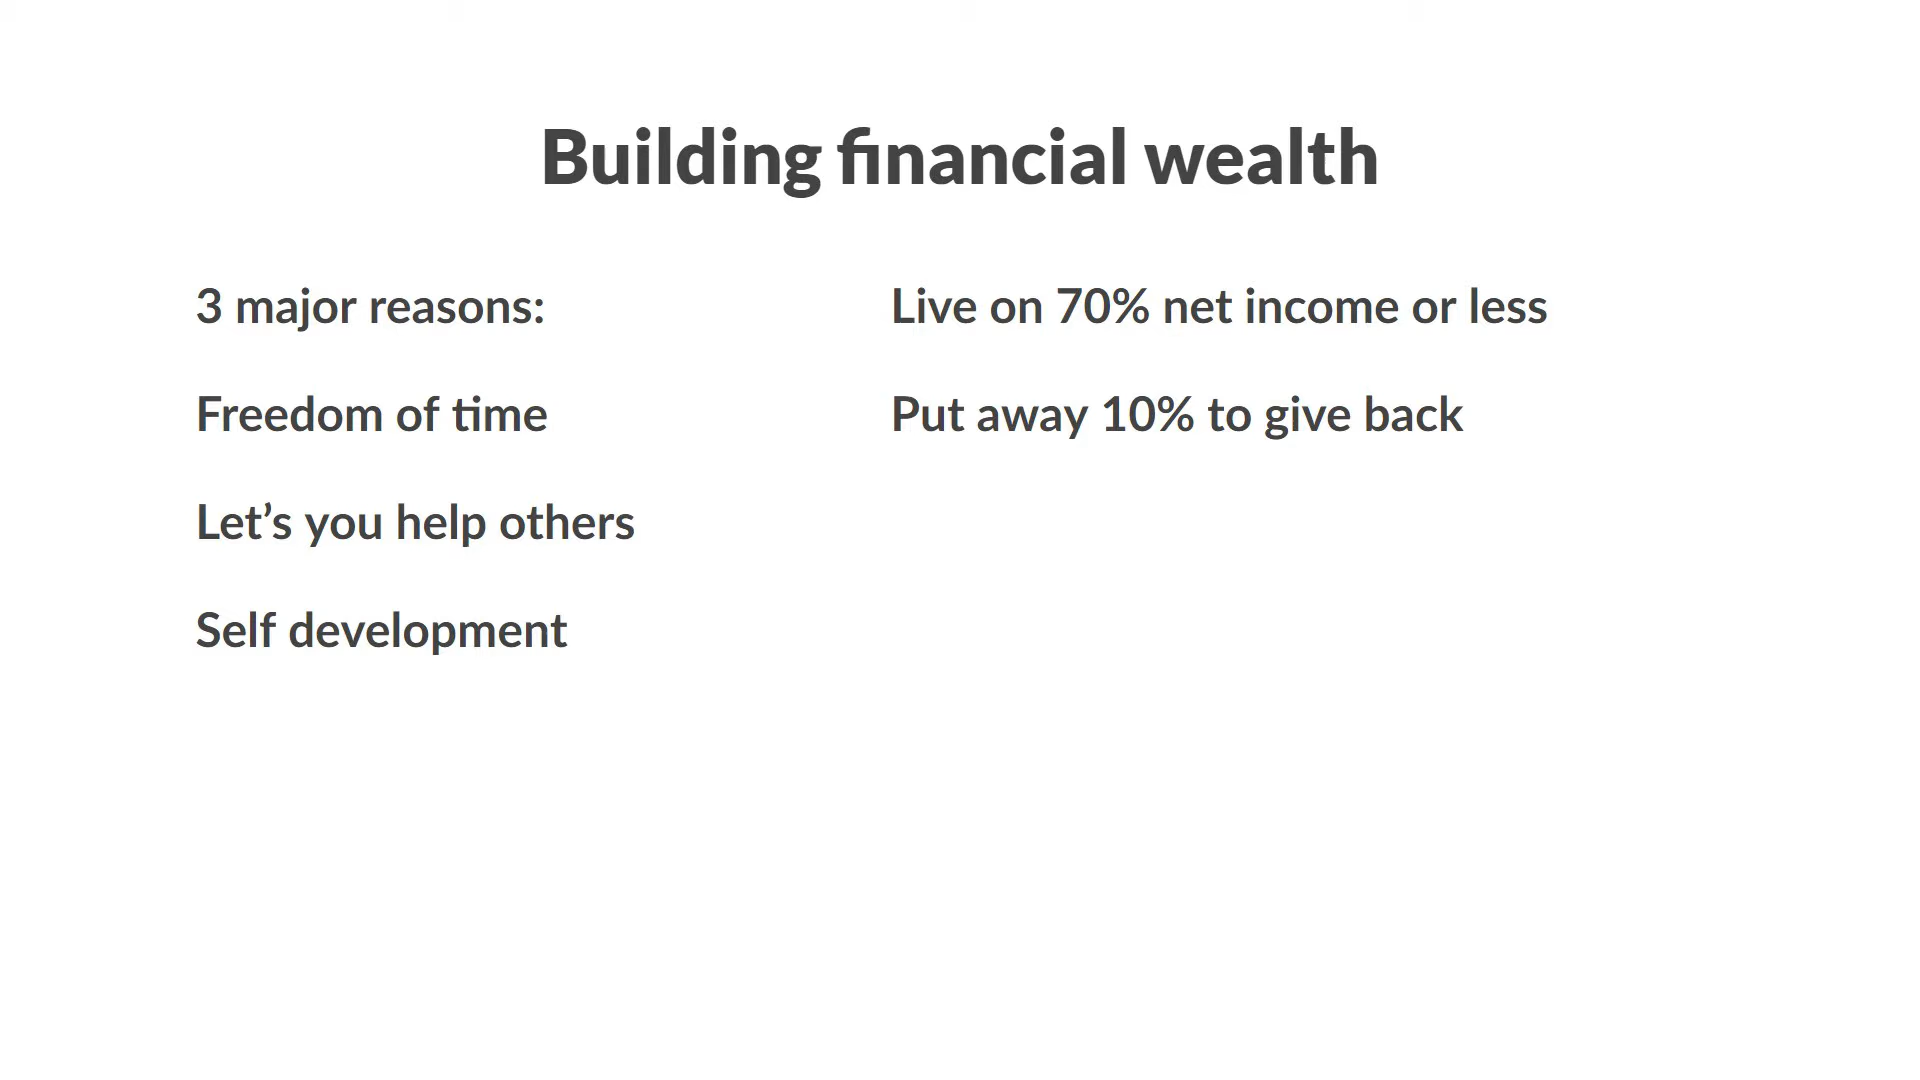 Building financial wealth
3 major reasons:
Freedom of time
Let’s you help others
Self development
Live on 70% net income or less
Put away 10% to give back